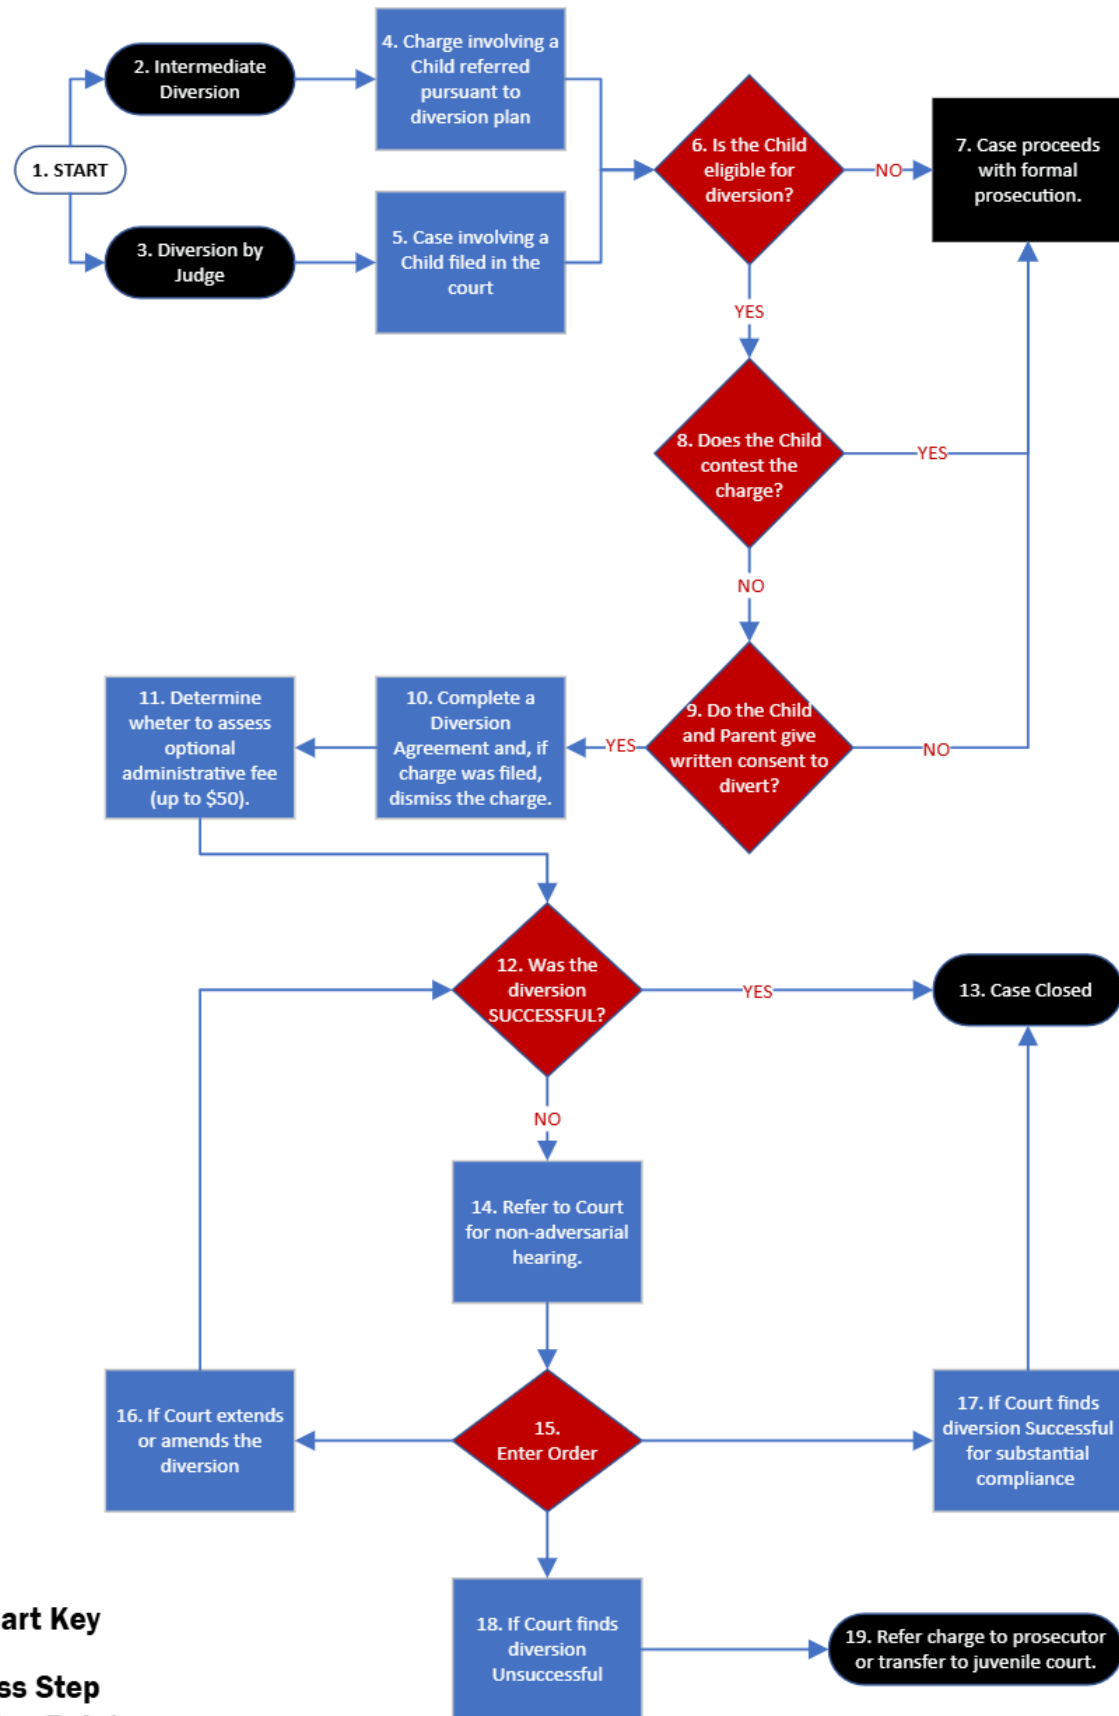 2. Intermediate
Diversion
4. Charge involving a
Child referred
pursuant to
diversion plan
1. START
6. Is the Child
eligible for
diversion?
NO
7. Case proceeds
with formal
prosecution.
3. Diversion by
Judge
5. Case involving a
Child filed in the
court
YES
8. Does the Child
contest the
charge?
YES
NO
9. Do the Child
and Parent give
written consent to
divert?
NO
YES
10. Complete a
Diversion
Agreement and, if
charge was filed,
dismiss the charge.
11. Determine
wheter to assess
optional
administrative fee
(up to $50).
12. Was the
diversion
SUCCESSFUL?
YES
13. Case Closed
NO
14. Refer to Court
for non-adversarial
hearing.
15.
Enter Order
16. If Court extends
or amends the
diversion
17. If Court finds
diversion Successful
for substantial
compliance
18. If Court finds
diversion
Unsuccessful
19. Refer charge to prosecutor
or transfer to juvenile court.
art Key
ss Step